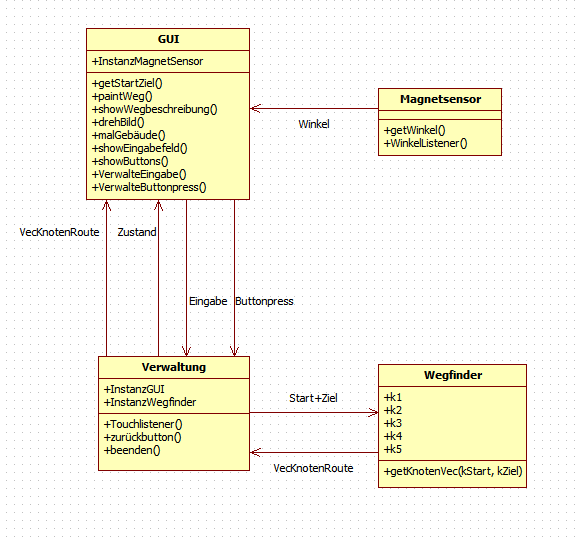 GUI
+InstanzMagnetSensor
+getStartZiel()
+paintWeg()
+showWegbeschreibung()
+drehBild()
+malGebäude()
+showEingabefeld()
+showButtons()
+VerwalteEingabe()
+VerwalteButtonpress()
Magnetsensor
+getWinkel()
+WinkelListener()
Winkel
VecKnotenRoute
Zustand
Eingabe
Buttonpress
Verwaltung
+InstanzGUI
+InstanzWegfinder
+Touchlistener()
+zurückbutton()
+beenden()
Start+Ziel
VecKnotenRoute
Wegfinder
+k1
+k2
+k3
+k4
+k5
+getKnotenVec(kStart, kZiel)